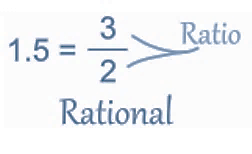 1.5 = 3/2 Ratio
Rational